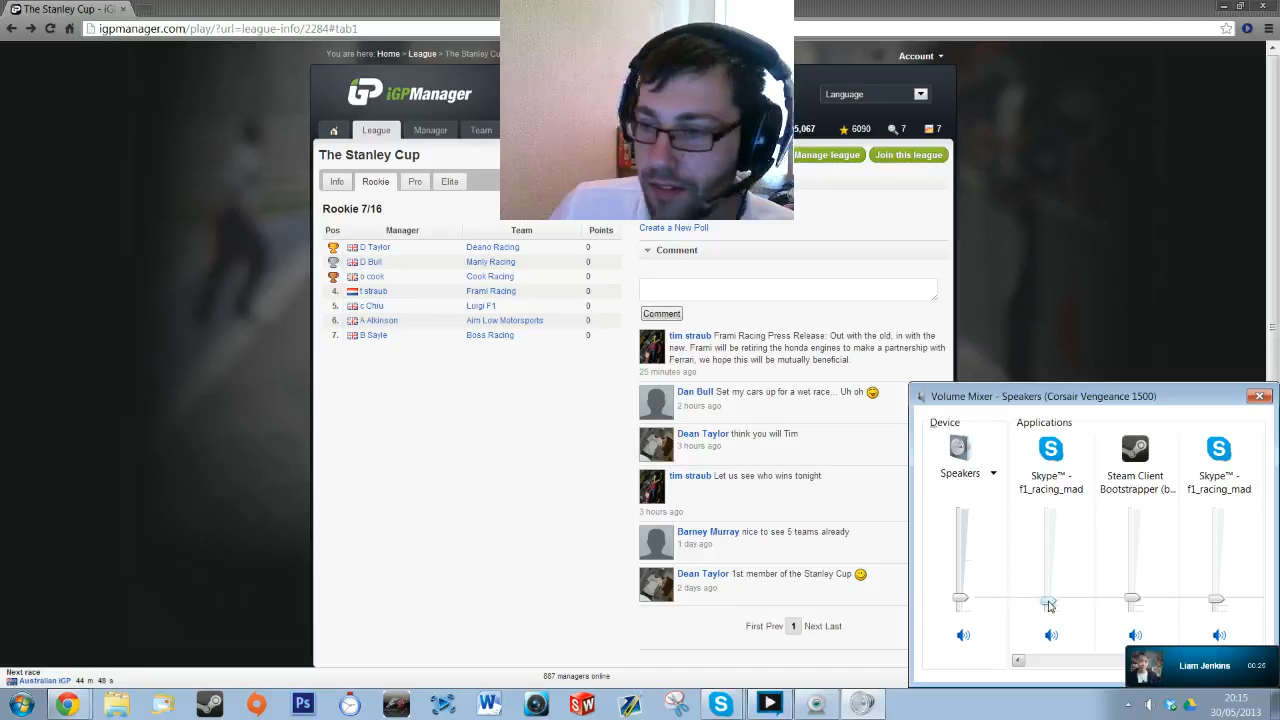 The Stanley Cup - iG
igpmanager.com/play/?url=league-info/2284#tab1
You are here: Home > League > The Stanley Cu
Account
iGPManager
Language
5,067 6090 7 7
League Manager Team
The Stanley Cup
Manage league Join this league
Info Rookie Pro Elite
Rookie 7/16
Pos Manager Team Points
D Taylor Deano Racing 0
D Bull Manly Racing 0
o cook Cook Racing 0
4. t straub Frami Racing 0
5. c Chiu Luigi F1 0
6. A Atkinson Aim Low Motorsports 0
7. B Sayle Boss Racing 0
Create a New Poll
Comment
Comment
tim straub Frami Racing Press Release: Out with the old, in with the
new. Frami will be retiring the honda engines to make a partnership with
Ferrari, we hope this will be mutually beneficial.
25 minutes ago
Dan Bull Set my cars up for a wet race... Uh oh
2 hours ago
Dean Taylor think you will Tim
3 hours ago
tim straub Let us see who wins tonight
3 hours ago
Barney Murray nice to see 5 teams already
1 day ago
Dean Taylor 1st member of the Stanley Cup
2 days ago
First Prev 1 Next Last
Volume Mixer - Speakers (Corsair Vengeance 1500)
Device Applications
Speakers
Skype™ -
f1_racing_mad
Steam Client
Bootstrapper (b...
Skype™ -
f1_racing_mad
Liam Jenkins 00:25
Next race
Australian iGP 44 m 48 s
887 managers online
Ps
W
SW
20:15
30/05/2013